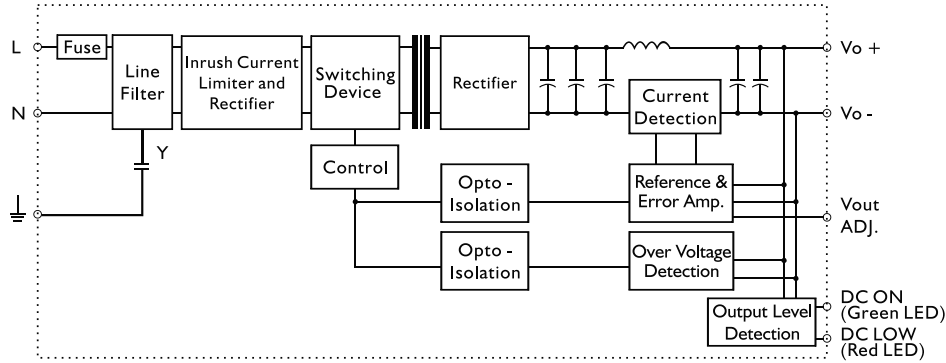 L
Fuse
Line
Filter
Inrush Current
Limiter and
Rectifier
Switching
Device
Rectifier
Vo +
Current
Detection
N
Vo -
Y
Control
Opto -
Isolation
Reference &
Error Amp.
Vout
ADJ.
Opto -
Isolation
Over Voltage
Detection
Output Level
Detection
DC ON
(Green LED)
DC LOW
(Red LED)